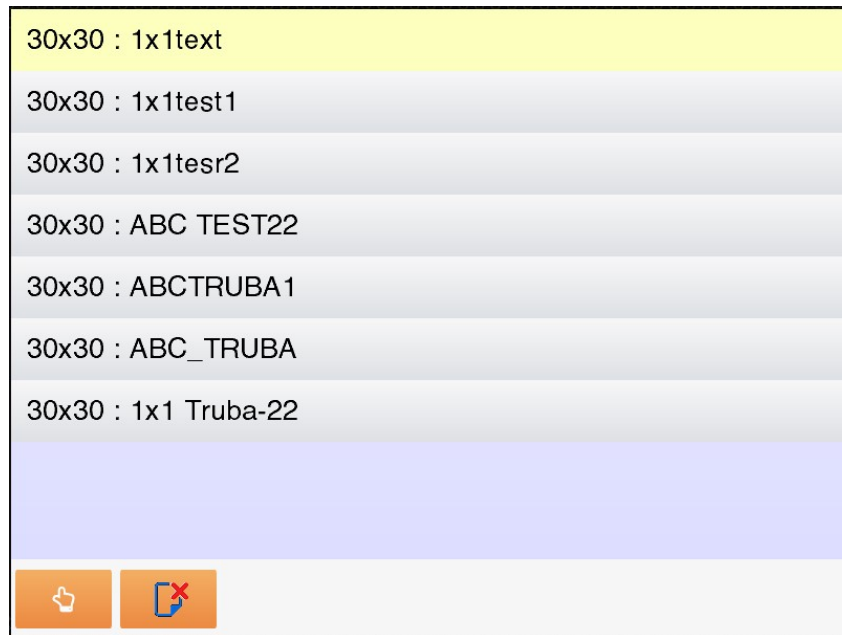 30x30 : 1x1text
30x30 : 1x1test1
30x30 : 1x1tesr2
30x30 : ABC TEST22
30x30 : ABCTRUBA1
30x30 : ABC_TRUBA
30x30 : 1x1 Truba-22